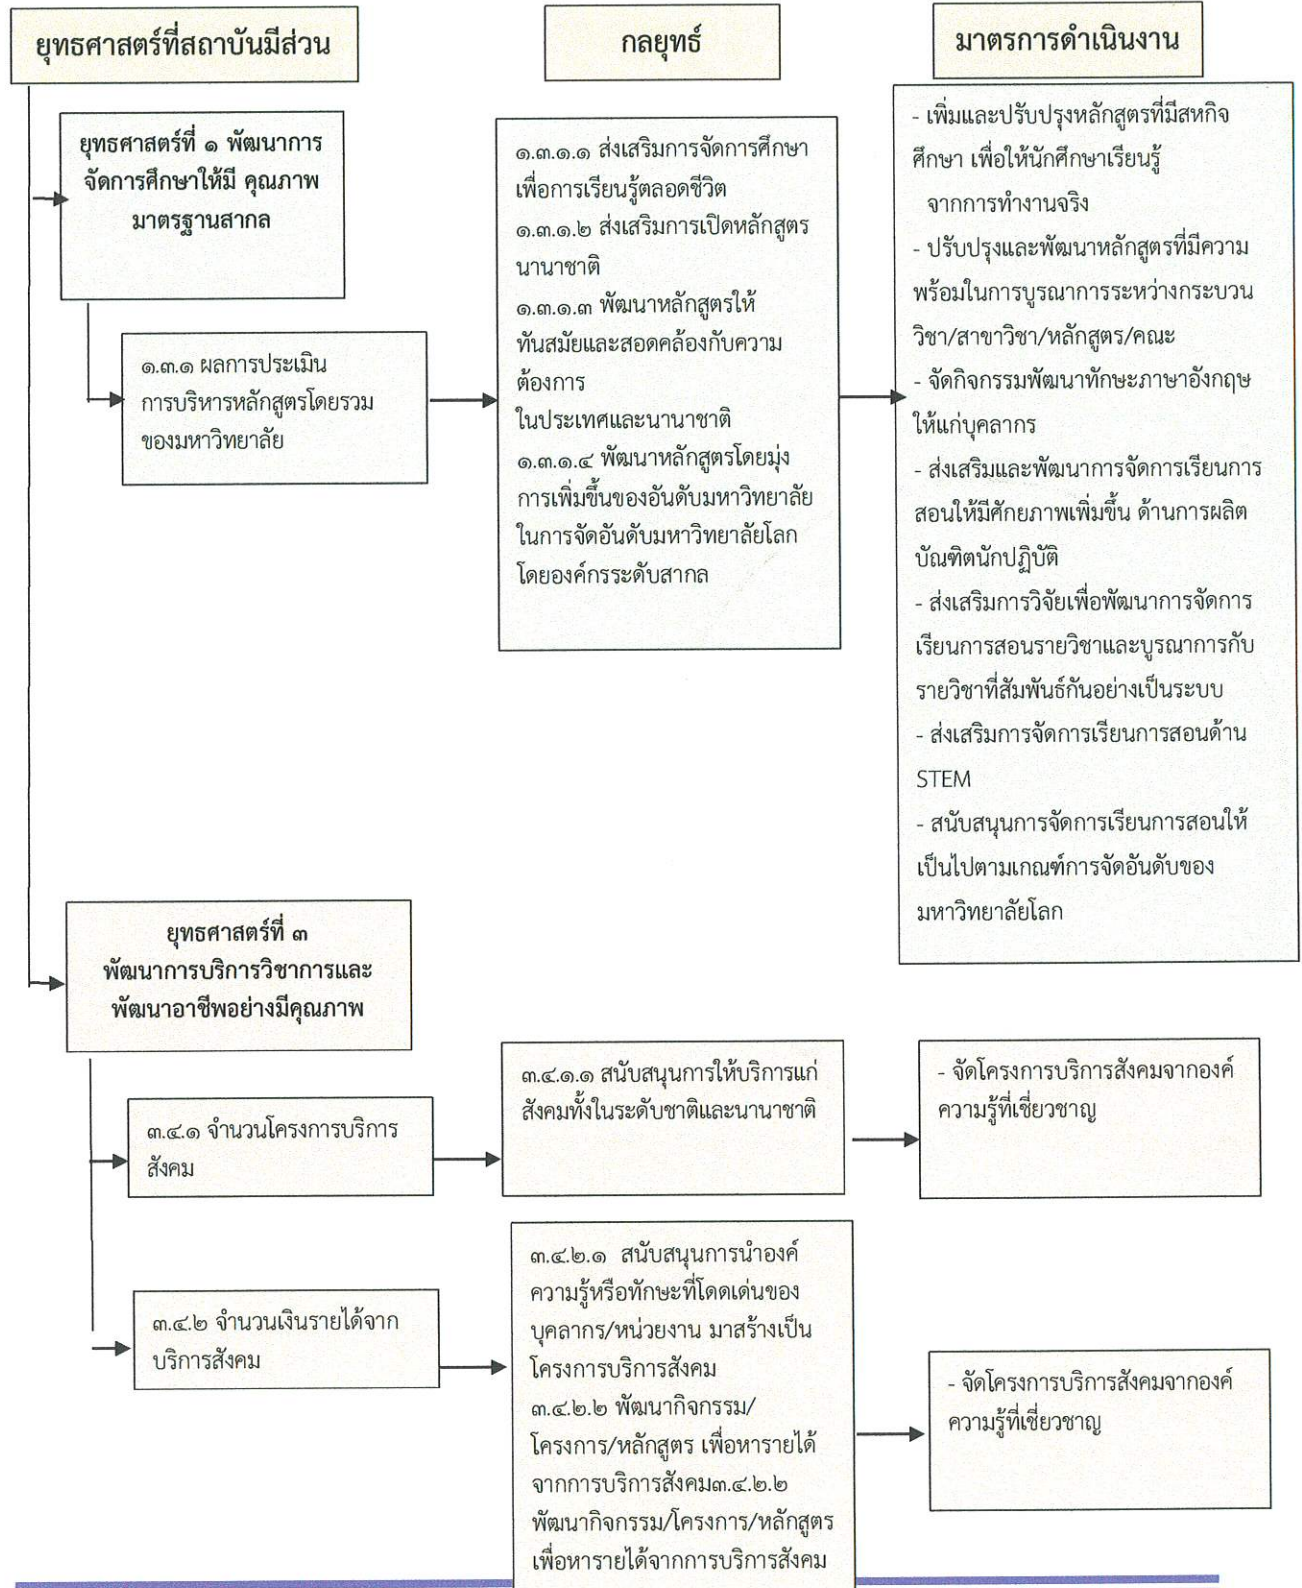 ยุทธศาสตร์ที่สถาบันมีส่วน
กลยุทธ์
มาตรการดำเนินงาน
ยุทธศาสตร์ที่ ๑ พัฒนาการ
จัดการศึกษาให้มี คุณภาพ
มาตรฐานสากล
๑.๓.๑ ผลการประเมิน
การบริหารหลักสูตรโดยรวม
ของมหาวิทยาลัย
๑.๓.๑.๑ ส่งเสริมการจัดการศึกษา
เพื่อการเรียนรู้ตลอดชีวิต
๑.๓.๑.๒ ส่งเสริมการเปิดหลักสูตร
นานาชาติ
๑.๓.๑.๓ พัฒนาหลักสูตรให้
ทันสมัยและสอดคล้องกับความ
ต้องการ
ในประเทศและนานาชาติ
๑.๓.๑.๔ พัฒนาหลักสูตรโดยมุ่ง
การเพิ่มขึ้นของอันดับมหาวิทยาลัย
ในการจัดอันดับมหาวิทยาลัยโลก
โดยองค์กรระดับสากล
- เพิ่มและปรับปรุงหลักสูตรที่มีสหกิจ
ศึกษา เพื่อให้นักศึกษาเรียนรู้
จากการทำงานจริง
- ปรับปรุงและพัฒนาหลักสูตรที่มีความ
พร้อมในการบูรณาการระหว่างกระบวน
วิชา/สาขาวิชา/หลักสูตร/คณะ
- จัดกิจกรรมพัฒนาทักษะภาษาอังกฤษ
ให้แก่บุคลากร
- ส่งเสริมและพัฒนาการจัดการเรียนการ
สอนให้มีศักยภาพเพิ่มขึ้น ด้านการผลิต
บัณฑิตนักปฏิบัติ
- ส่งเสริมการวิจัยเพื่อพัฒนาการจัดการ
เรียนการสอนรายวิชาและบูรณาการกับ
รายวิชาที่สัมพันธ์กันอย่างเป็นระบบ
- ส่งเสริมการจัดการเรียนการสอนด้าน
STEM
- สนับสนุนการจัดการเรียนการสอนให้
เป็นไปตามเกณฑ์การจัดอันดับของ
มหาวิทยาลัยโลก
ยุทธศาสตร์ที่ ๓
พัฒนาการบริการวิชาการและ
พัฒนาอาชีพอย่างมีคุณภาพ
๓.๔.๑ จำนวนโครงการบริการ
สังคม
๓.๔.๑.๑ สนับสนุนการให้บริการแก่
สังคมทั้งในระดับชาติและนานาชาติ
- จัดโครงการบริการสังคมจากองค์
ความรู้ที่เชี่ยวชาญ
๓.๔.๒ จำนวนเงินรายได้จาก
บริการสังคม
๓.๔.๒.๑ สนับสนุนการนำองค์
ความรู้หรือทักษะที่โดดเด่นของ
บุคลากร/หน่วยงาน มาสร้างเป็น
โครงการบริการสังคม
๓.๔.๒.๒ พัฒนากิจกรรม/
โครงการ/หลักสูตร เพื่อหารายได้
จากการบริการสังคม๓.๔.๒.๒
พัฒนากิจกรรม/โครงการ/หลักสูตร
เพื่อหารายได้จากการบริการสังคม
- จัดโครงการบริการสังคมจากองค์
ความรู้ที่เชี่ยวชาญ